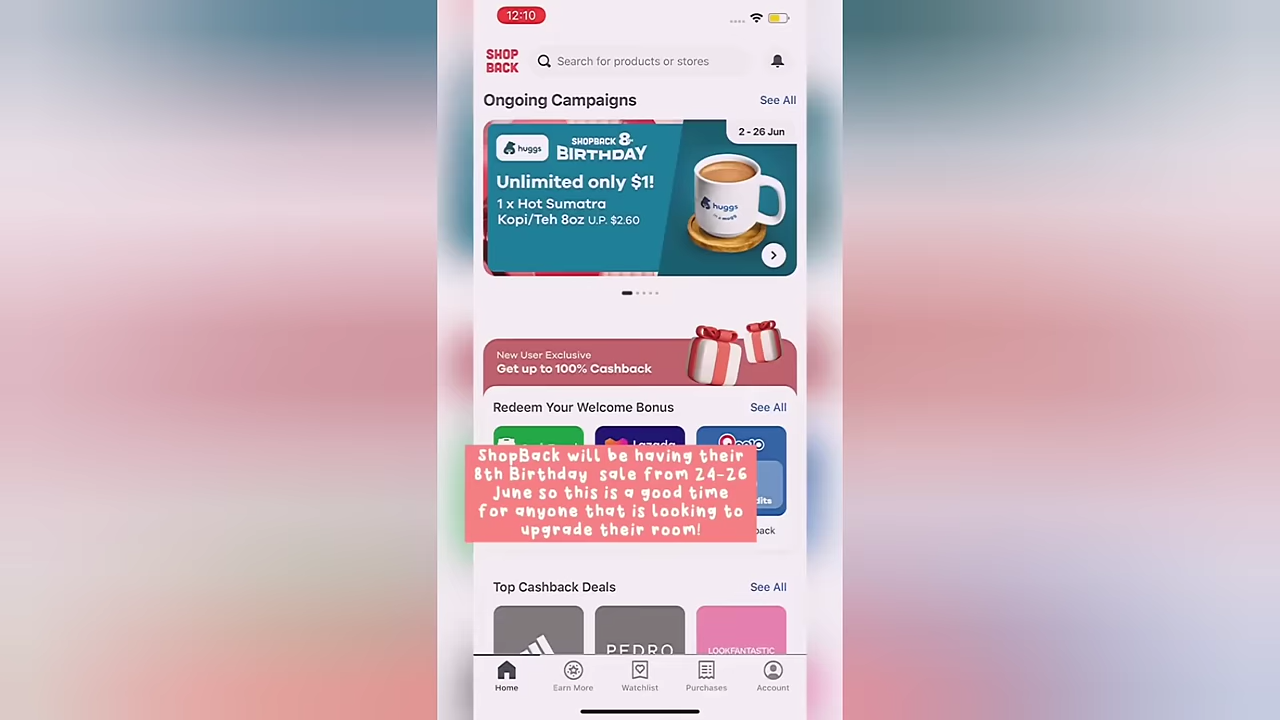 12:10
SHOP
BACK
Search for products or stores
Ongoing Campaigns
See All
2 - 26 Jun
huggs
SHOPBACK 8
BIRTHDAY
Unlimited only $1!
1 x Hot Sumatra
Kopi/Teh 8oz U.P. $2.60
huggs
New User Exclusive
Get up to 100% Cashback
Redeem Your Welcome Bonus
See All
Lazada
ShopBack will be having their
8th Birthday sale from 24-26
June so this is a good time
for anyone that is looking to
upgrade their room!
Top Cashback Deals
See All
PEDRO
LOOKFANTASTIC
Home
Earn More
Watchlist
Purchases
Account